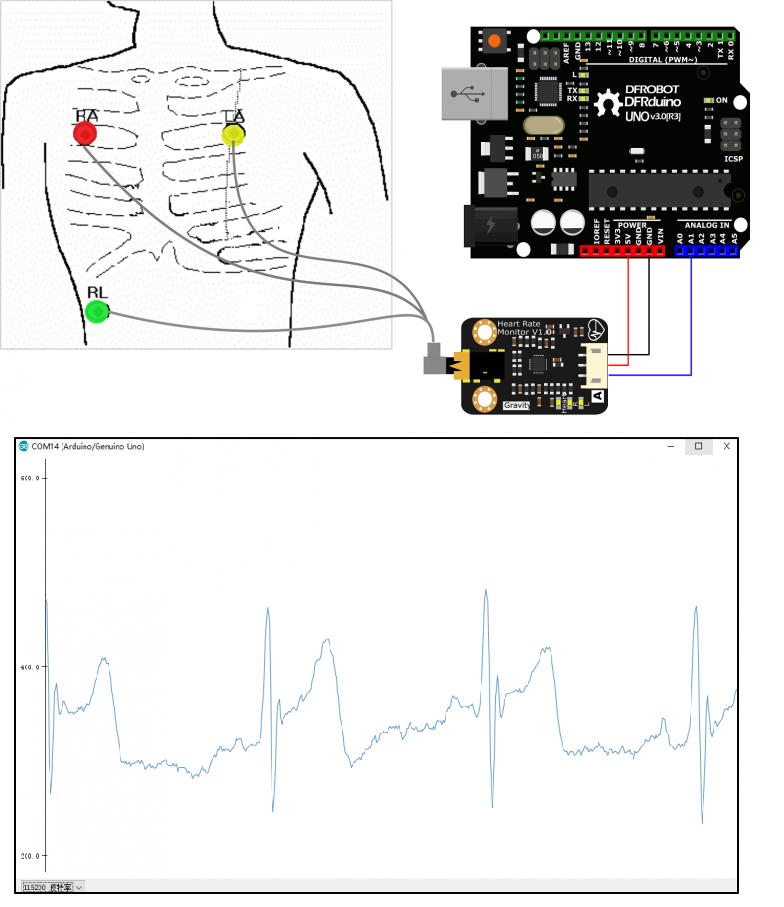 RA
LA
RL
AREF
GND
13
12
~11
~10
~9
8
7
~6
~5
4
~3
2
TX 1
RX 0
DIGITAL (PWM~)
L
TX
RX
DFROBOT
DFRduino
UNO v3.0[R3]
ON
ICSP
POWER
ANALOG IN
IOREF
RESET
3V3
5V
GND
GND
VIN
A0
A1
A2
A3
A4
A5
Heart Rate
Monitor V1.0
Gravity
Heart
R
L
A
COM14 (Arduino/Genuino Uno)
600.0
400.0
200.0
115200 波特率